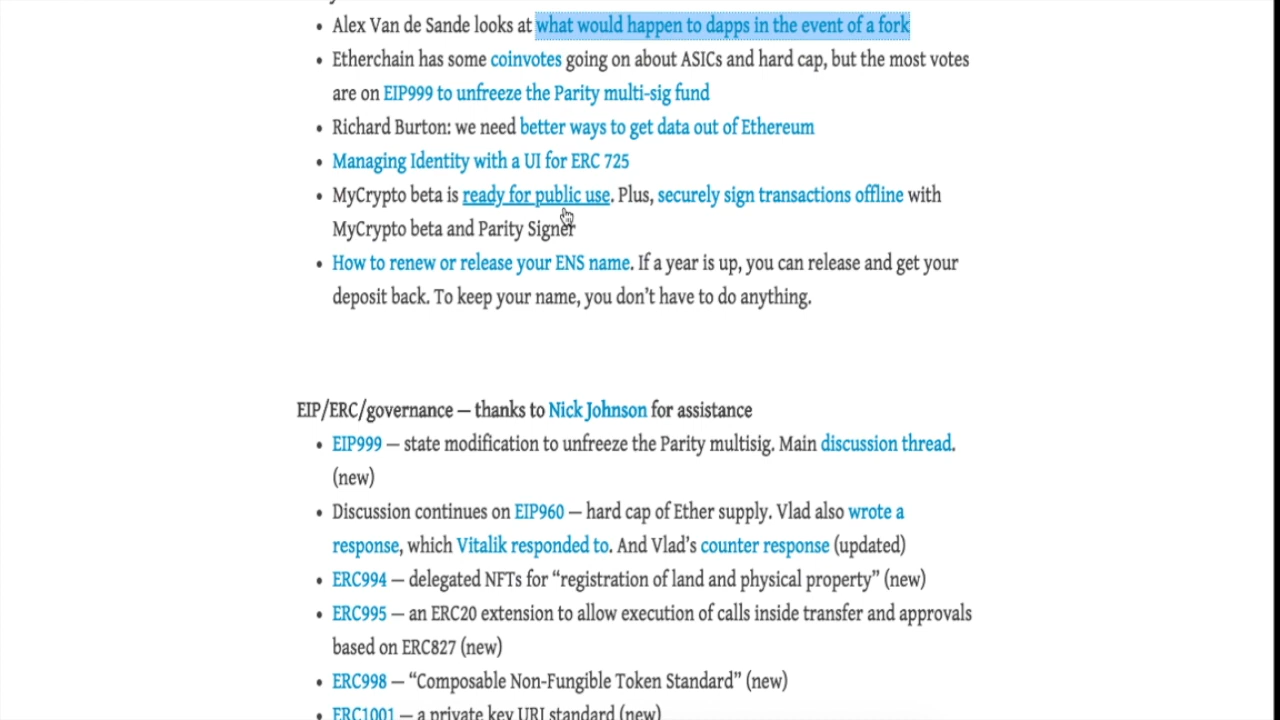 • Alex Van de Sande looks at what would happen to dapps in the event of a fork
• Etherchain has some coinvotes going on about ASICs and hard cap, but the most votes
are on EIP999 to unfreeze the Parity multi-sig fund
• Richard Burton: we need better ways to get data out of Ethereum
• Managing Identity with a UI for ERC 725
• MyCrypto beta is ready for public use. Plus, securely sign transactions offline with
MyCrypto beta and Parity Signer
• How to renew or release your ENS name. If a year is up, you can release and get your
deposit back. To keep your name, you don't have to do anything.
EIP/ERC/governance — thanks to Nick Johnson for assistance
• EIP999 — state modification to unfreeze the Parity multisig. Main discussion thread.
(new)
• Discussion continues on EIP960 — hard cap of Ether supply. Vlad also wrote a
response, which Vitalik responded to. And Vlad's counter response (updated)
• ERC994 — delegated NFTs for “registration of land and physical property” (new)
• ERC995 — an ERC20 extension to allow execution of calls inside transfer and approvals
based on ERC827 (new)
• ERC998 — “Composable Non-Fungible Token Standard” (new)
• ERC1001 — a private key URI standard (new)